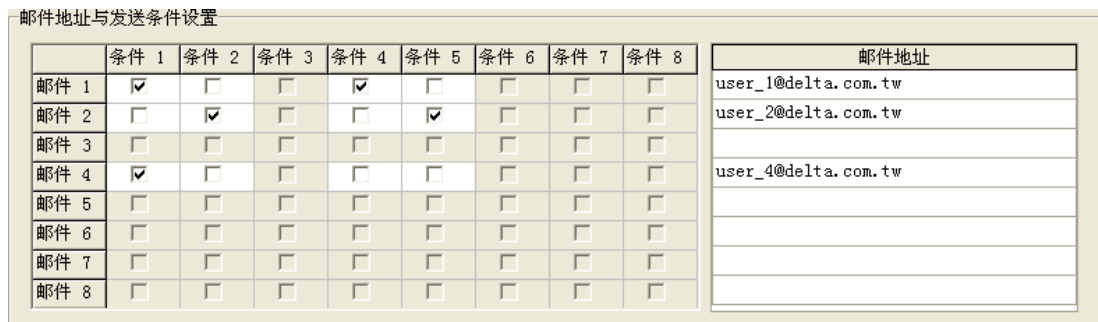 邮件地址与发送条件设置
条件 1 条件 2 条件 3 条件 4 条件 5 条件 6 条件 7 条件 8 邮件地址
邮件 1 user_1@delta.com.tw
邮件 2 user_2@delta.com.tw
邮件 3
邮件 4 user_4@delta.com.tw
邮件 5
邮件 6
邮件 7
邮件 8